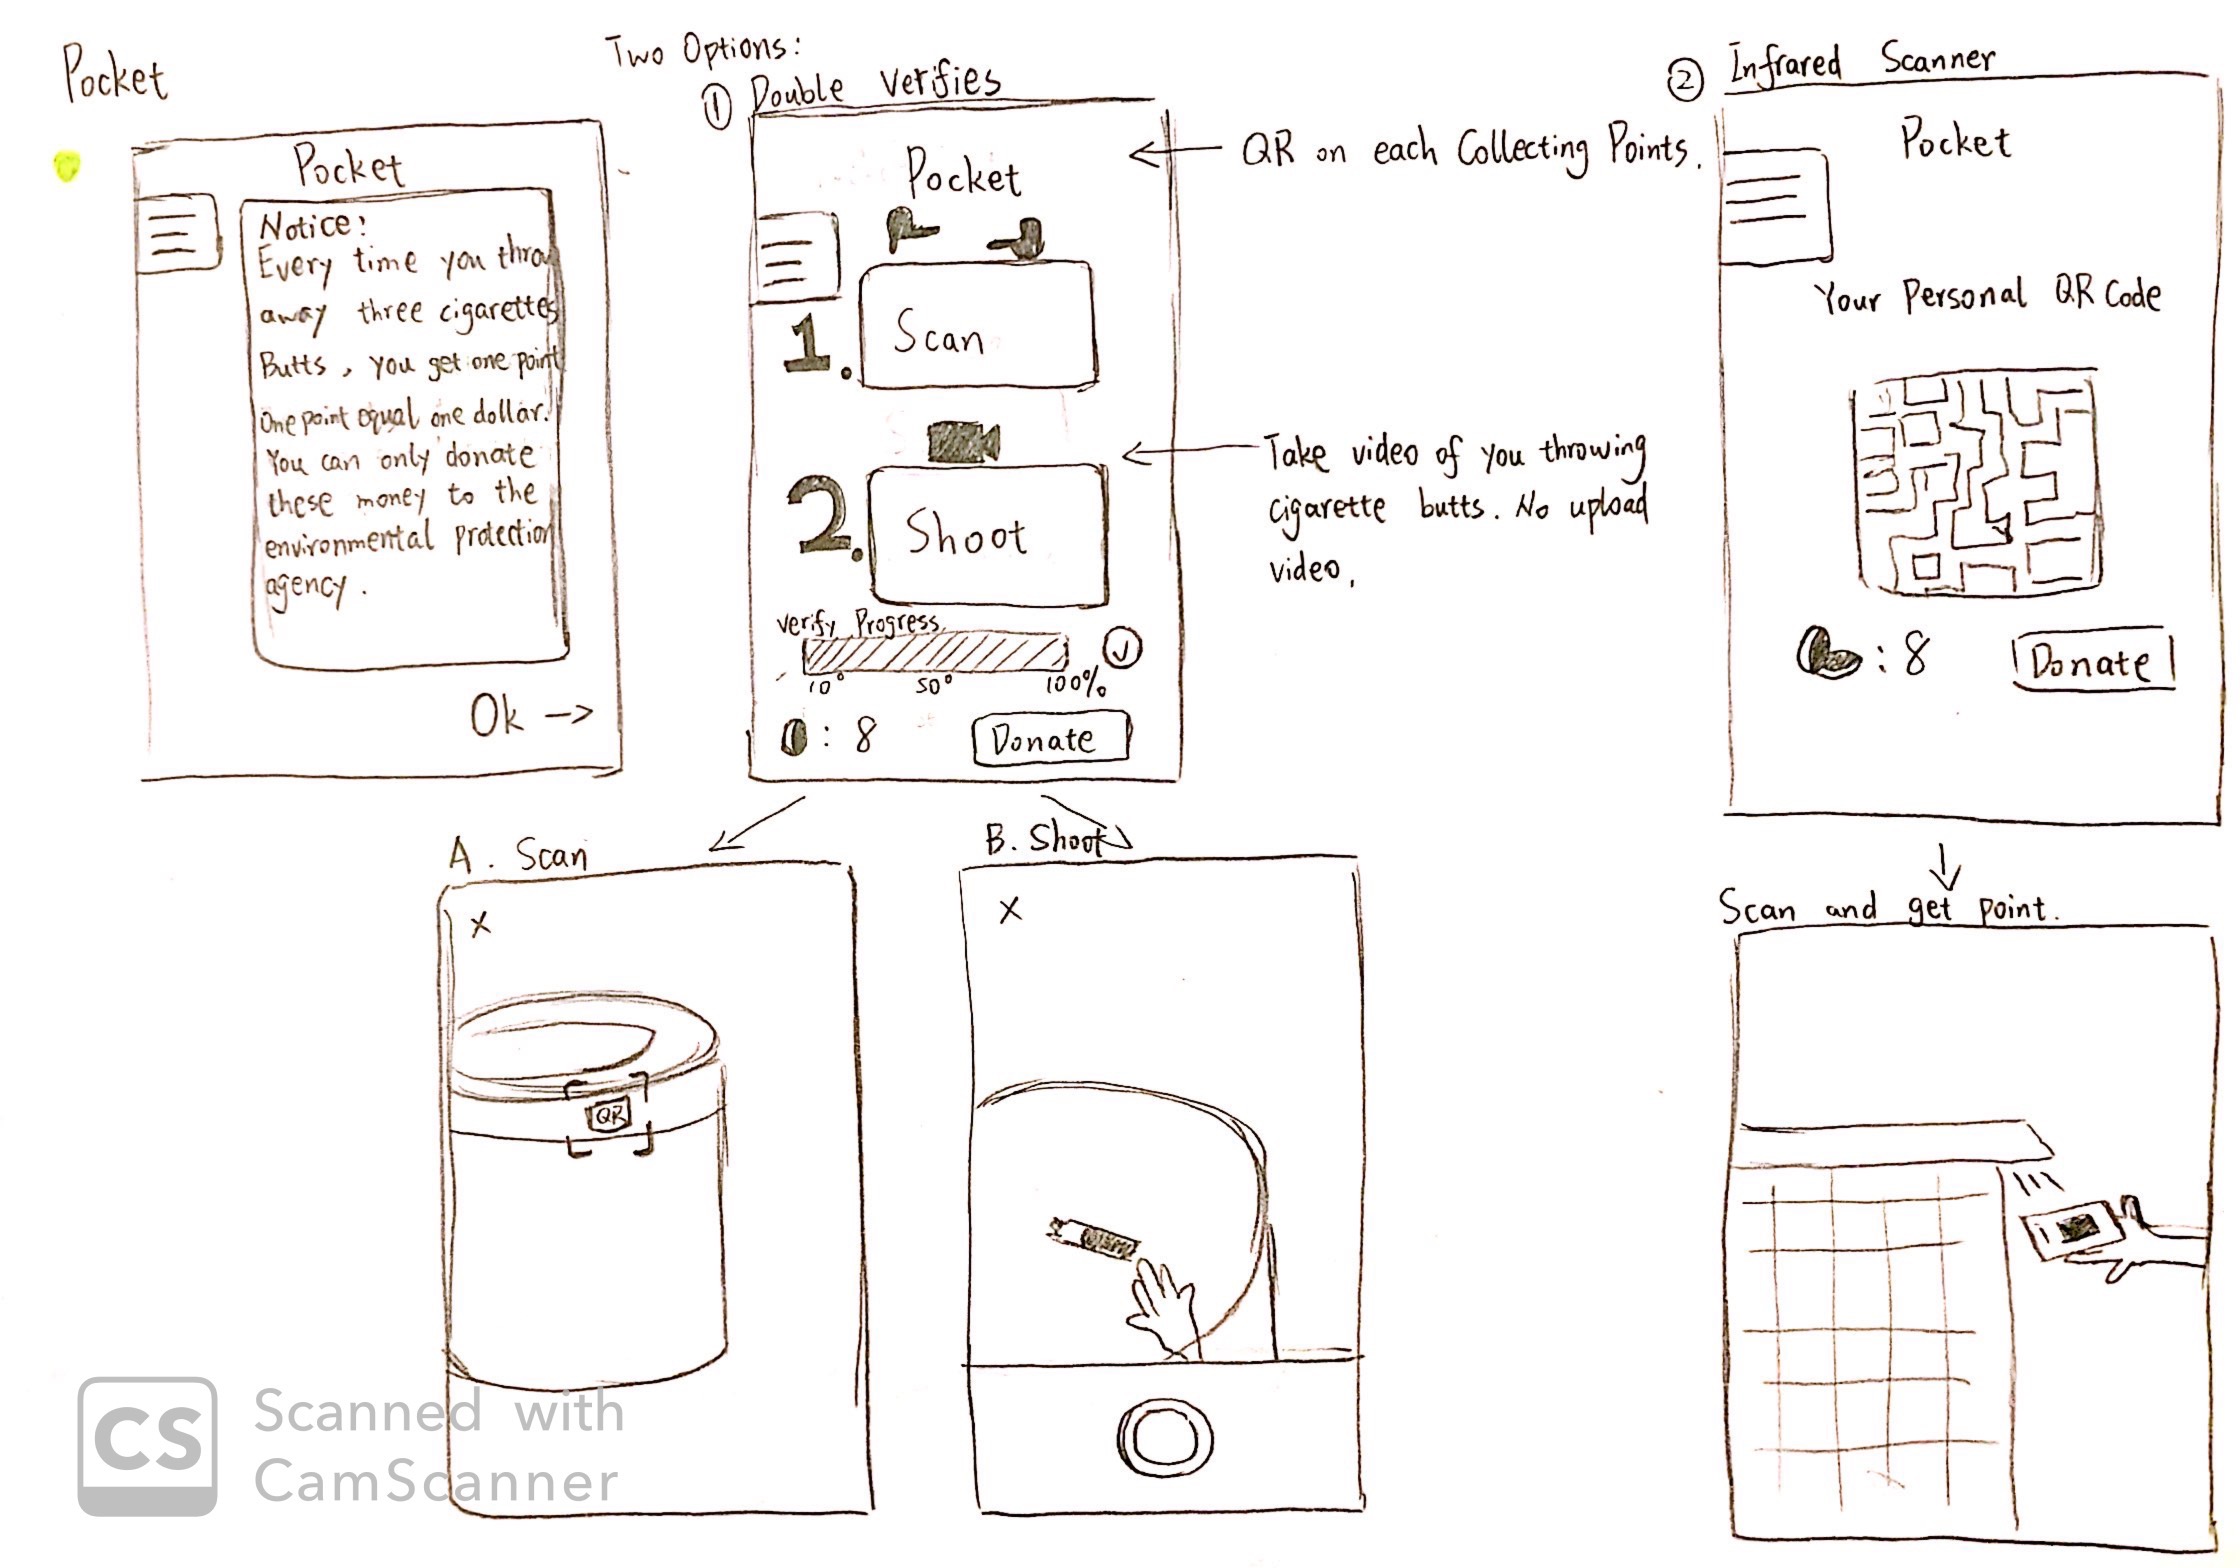 Pocket
Pocket
Notice:
Every time you throw
away three cigarettes
Butts, you get one point
One point equal one dollar.
You can only donate
these money to the
environmental protection
agency.
Ok →
Two Options:
① Double Verifies
Pocket
1. Scan
2. Shoot
Verify Progress
10° 50° 100%
: 8 Donate
← QR on each Collecting Points.
← Take video of you throwing
cigarette butts. No upload
video.
A. Scan
X
QR
B. Shoot
X
② Infrared Scanner
Pocket
Your Personal QR Code
: 8 Donate
Scan and get point.
CS
Scanned with
CamScanner